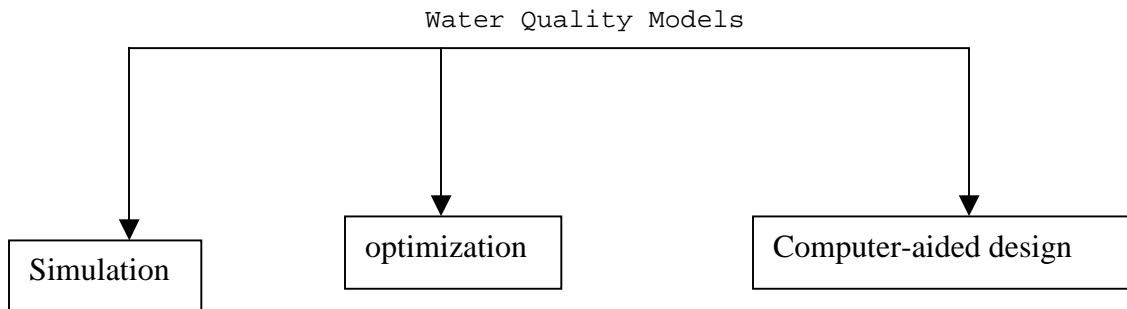 Water Quality Models
Simulation
optimization
Computer-aided design